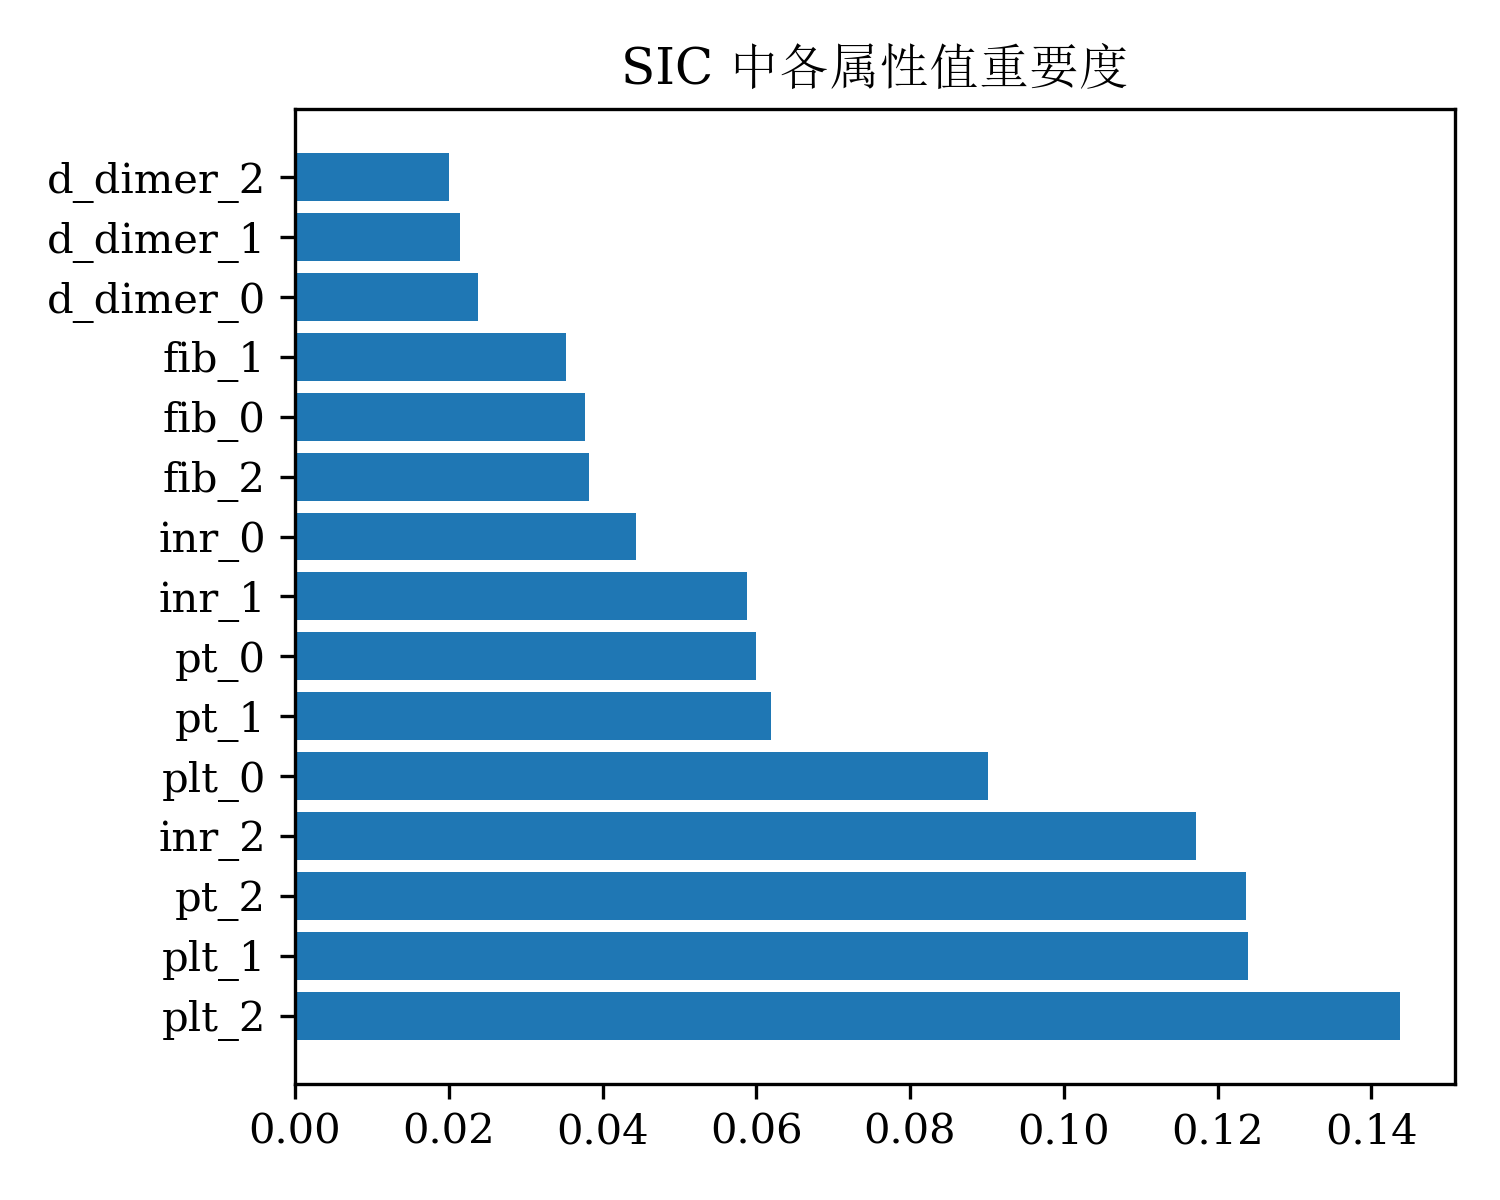 SIC 中各属性值重要度
d_dimer_2
d_dimer_1
d_dimer_0
fib_1
fib_0
fib_2
inr_0
inr_1
pt_0
pt_1
plt_0
inr_2
pt_2
plt_1
plt_2
0.00 0.02 0.04 0.06 0.08 0.10 0.12 0.14